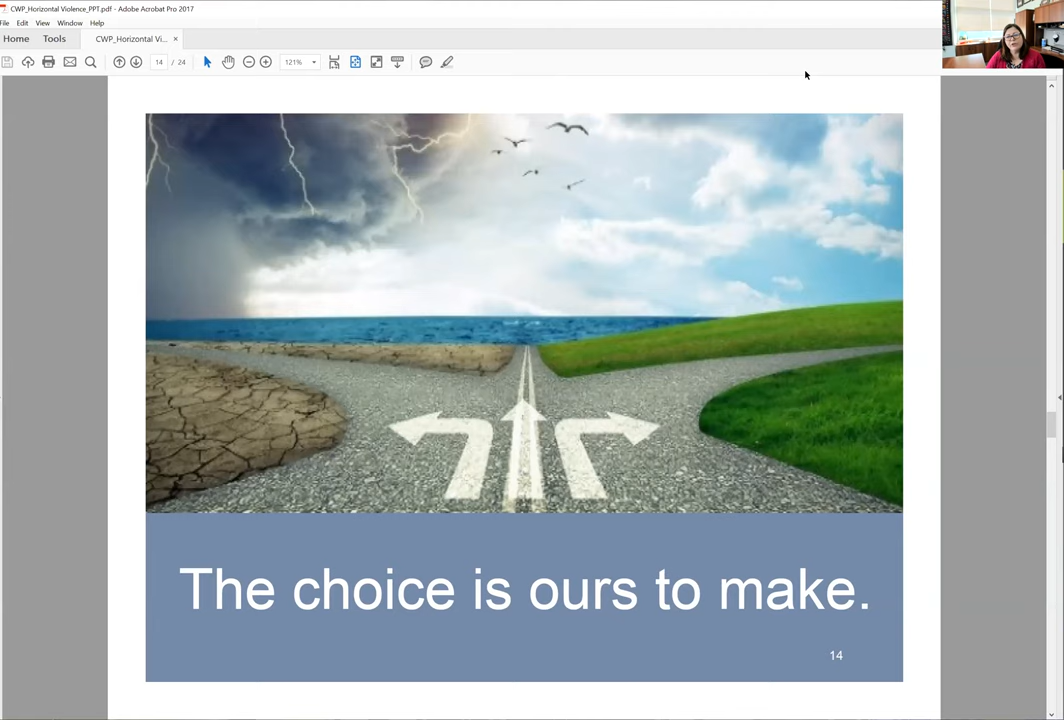 CWP_Horizontal Violence_PPT.pdf - Adobe Acrobat Pro 2017
File Edit View Window Help
Home Tools CWP_Horizontal Vi... ×
14 / 24 121%
The choice is ours to make.
14